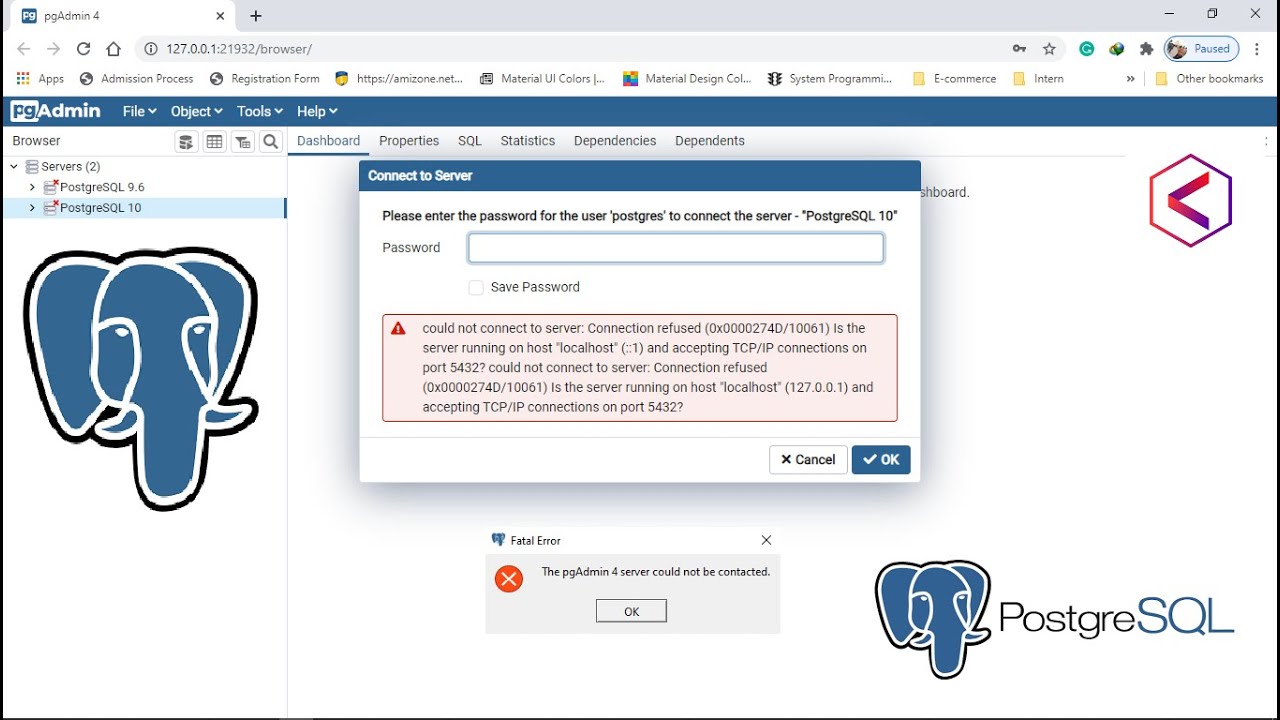 pgAdmin 4
127.0.0.1:21932/browser/
Paused
Apps
Admission Process
Registration Form
https://amizone.net...
Material UI Colors |...
Material Design Col...
System Programmi...
E-commerce
Intern
»
Other bookmarks
pgAdmin
File
Object
Tools
Help
Browser
Dashboard
Properties
SQL
Statistics
Dependencies
Dependents
Servers (2)
PostgreSQL 9.6
PostgreSQL 10
shboard.
Connect to Server
Please enter the password for the user 'postgres' to connect the server - "PostgreSQL 10"
Password
Save Password
could not connect to server: Connection refused (0x0000274D/10061) Is the
server running on host "localhost" (::1) and accepting TCP/IP connections on
port 5432? could not connect to server: Connection refused
(0x0000274D/10061) Is the server running on host "localhost" (127.0.0.1) and
accepting TCP/IP connections on port 5432?
Cancel
OK
Fatal Error
The pgAdmin 4 server could not be contacted.
OK
PostgreSQL